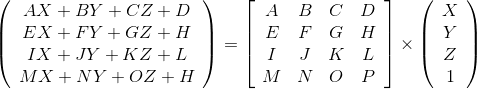 AX + BY + CZ + D
EX + FY + GZ + H
IX + JY + KZ + L
MX + NY + OZ + H
=
A B C D
E F G H
I J K L
M N O P
×
X
Y
Z
1